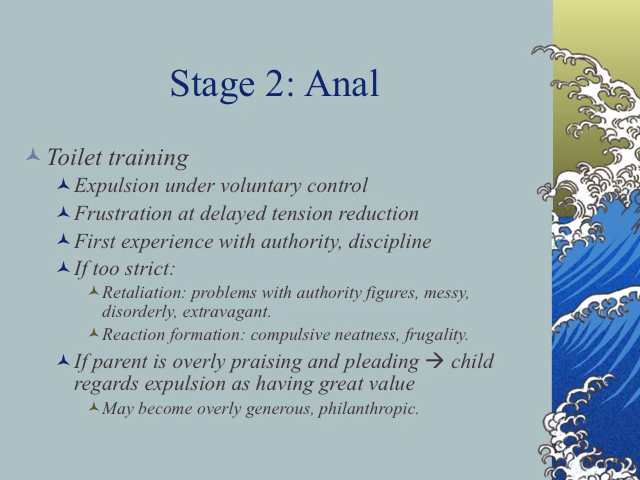 Stage 2: Anal
Toilet training
Expulsion under voluntary control
Frustration at delayed tension reduction
First experience with authority, discipline
If too strict:
Retaliation: problems with authority figures, messy,
disorderly, extravagant.
Reaction formation: compulsive neatness, frugality.
If parent is overly praising and pleading → child
regards expulsion as having great value
May become overly generous, philanthropic.